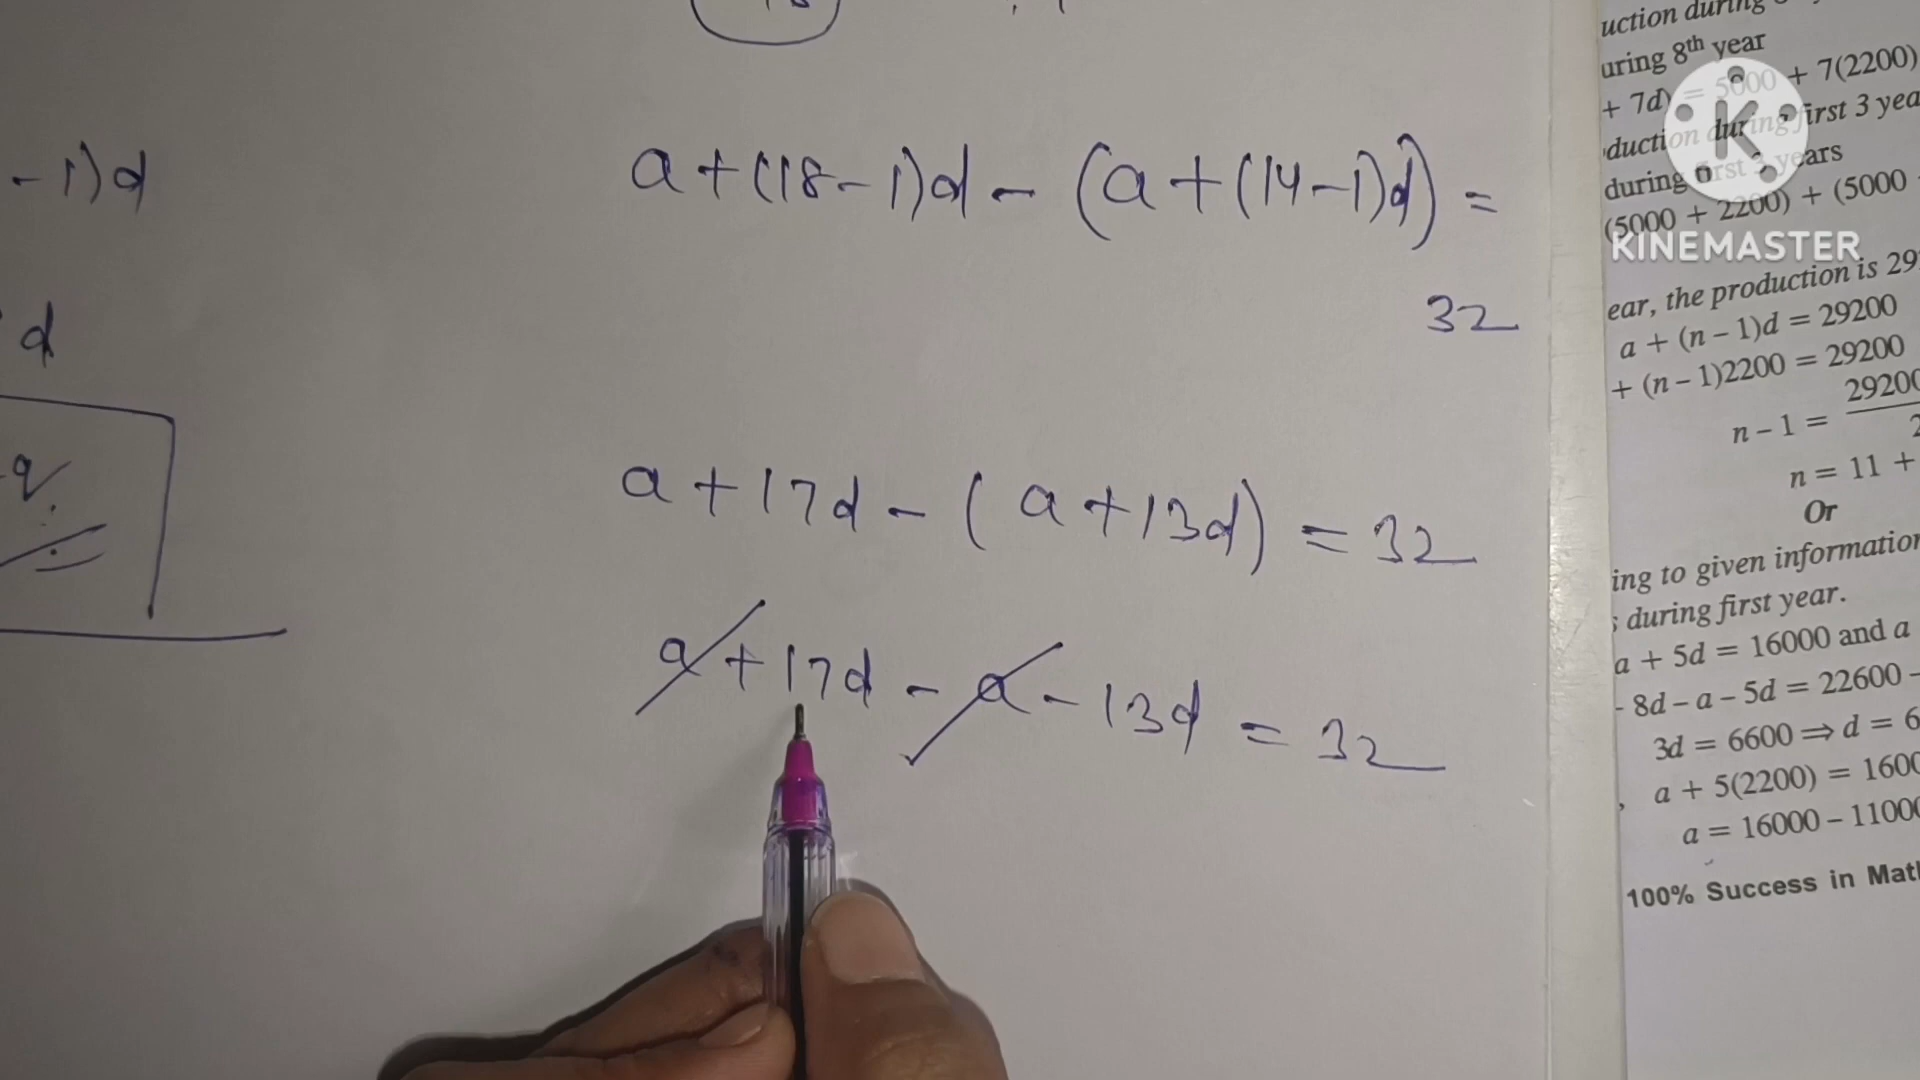 -1)d
d
a+(18-1)d - (a+(14-1)d) =
32
a+17d - (a+13d) = 32
a+17d - a - 13d = 32
uction during
uring 8th year
+ 7d) = 5000 + 7(2200)
duction during first 3 yea
during first 3 years
(5000 + 2200) + (5000
KINEMASTER
ear, the production is 29
a + (n – 1)d = 29200
+ (n – 1)2200 = 29200
n – 1 = 29200
n = 11 +
Or
ing to given information
during first year.
a + 5d = 16000 and a
- 8d – a – 5d = 22600 –
3d = 6600 ⇒ d = 6
a + 5(2200) = 1600
a = 16000 – 11000
100% Success in Mat